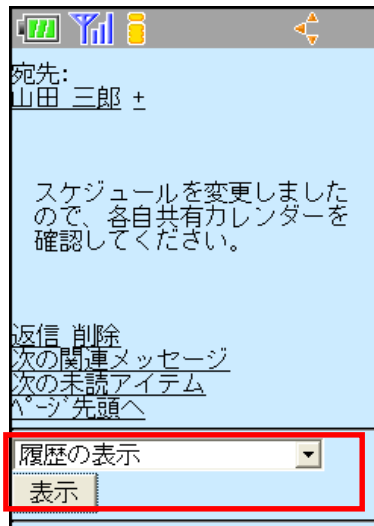 宛先:
山田 三郎 +
スケジュールを変更しました
ので、各自共有カレンダーを
確認してください。
返信 削除
次の関連メッセージ
次の未読アイテム
ﾍﾟｰｼﾞ先頭へ
履歴の表示
表示